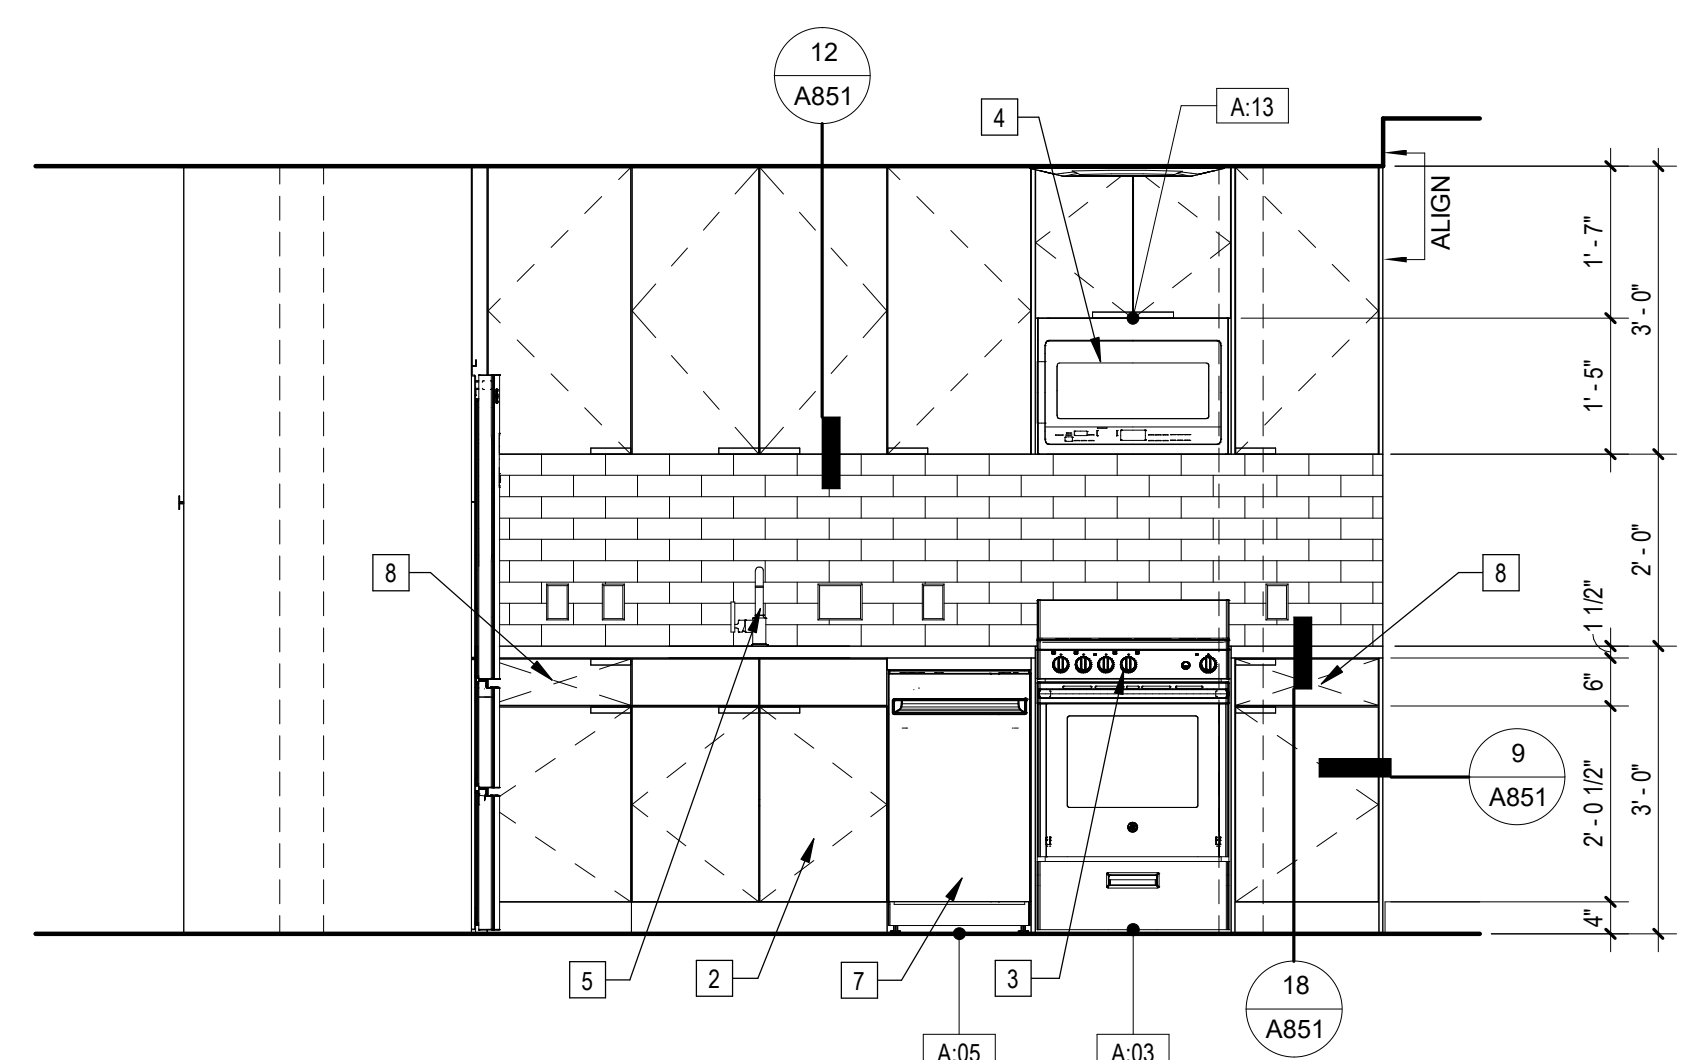 12
A851
4
A:13
ALIGN
1' - 7"
3' - 0"
1' - 5"
8
8
2' - 0"
1 1/2"
6"
9
A851
2' - 0 1/2"
3' - 0"
4"
5
2
7
3
18
A851
A:05
A:03